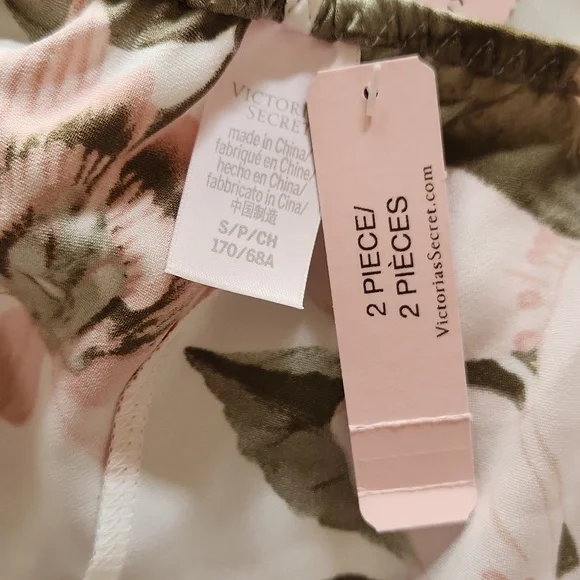 VICTORIA
SECRET
made in China/
fabriqué en Chine/
hecho en China/
fabbricato in Cina/
中国制造
S/P/CH
170/68A
2 PIECE/
2 PIÈCES
VictoriasSecret.com